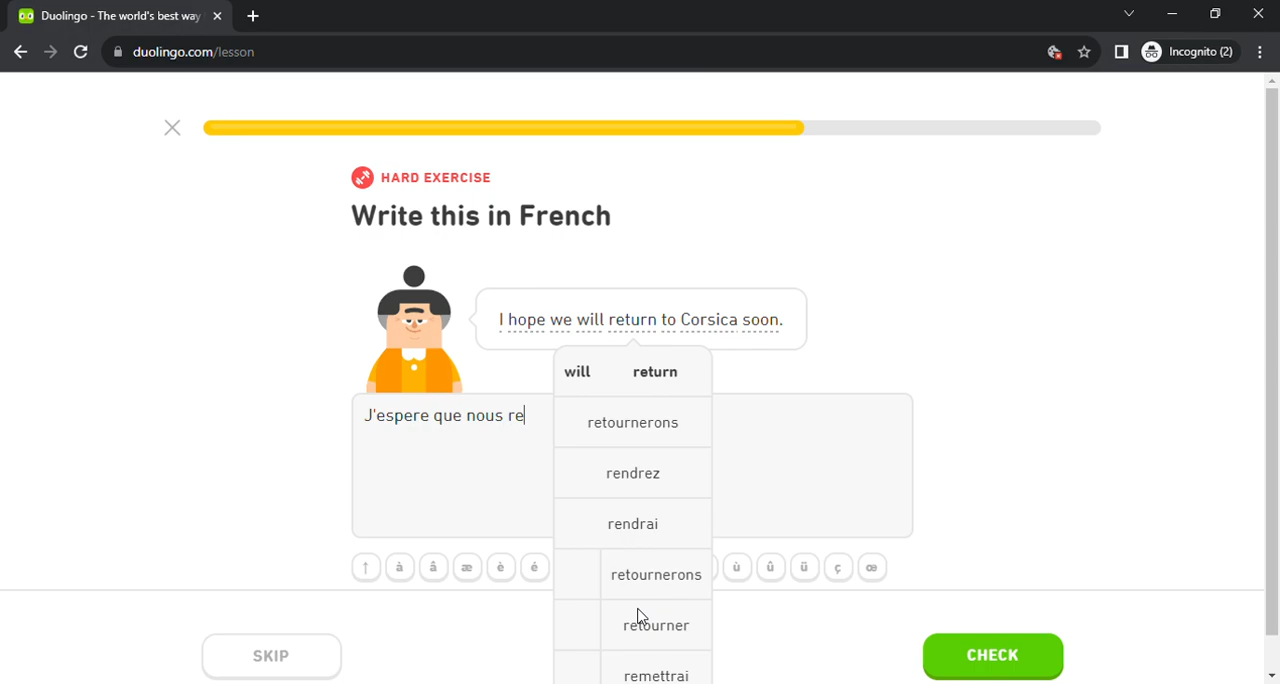 Duolingo - The world's best way
duolingo.com/lesson
Incognito (2)
HARD EXERCISE
Write this in French
I hope we will return to Corsica soon.
will return
J'espere que nous re
retournerons
rendrez
rendrai
retournerons
retourner
remettrai
↑ à â æ è é ù û ü ç œ
SKIP
CHECK